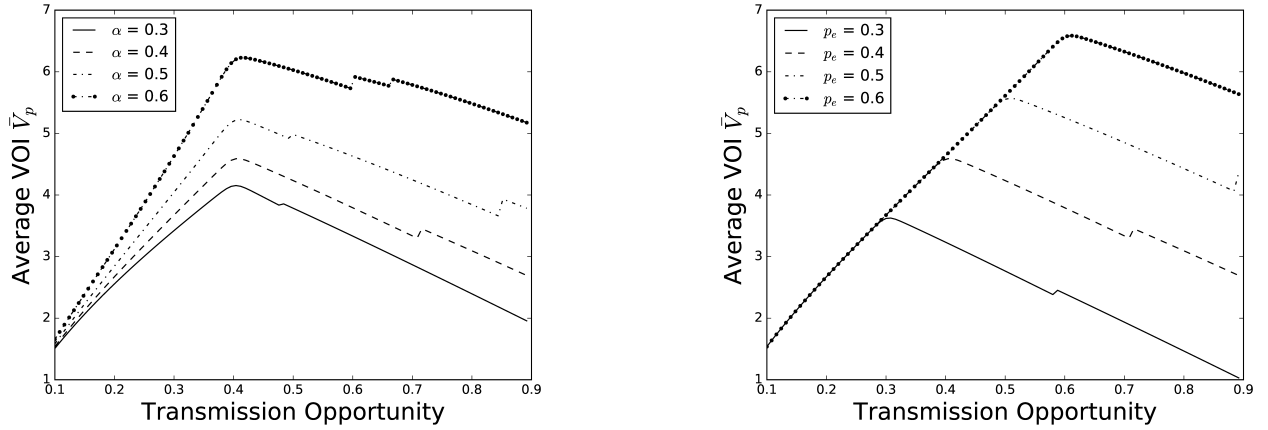 7
6
5
4
3
2
1
0.1 0.2 0.3 0.4 0.5 0.6 0.7 0.8 0.9
Transmission Opportunity
Average VOI V̄ₚ
α = 0.3
α = 0.4
α = 0.5
α = 0.6
7
6
5
4
3
2
1
0.1 0.2 0.3 0.4 0.5 0.6 0.7 0.8 0.9
Transmission Opportunity
Average VOI V̄ₚ
pₑ = 0.3
pₑ = 0.4
pₑ = 0.5
pₑ = 0.6